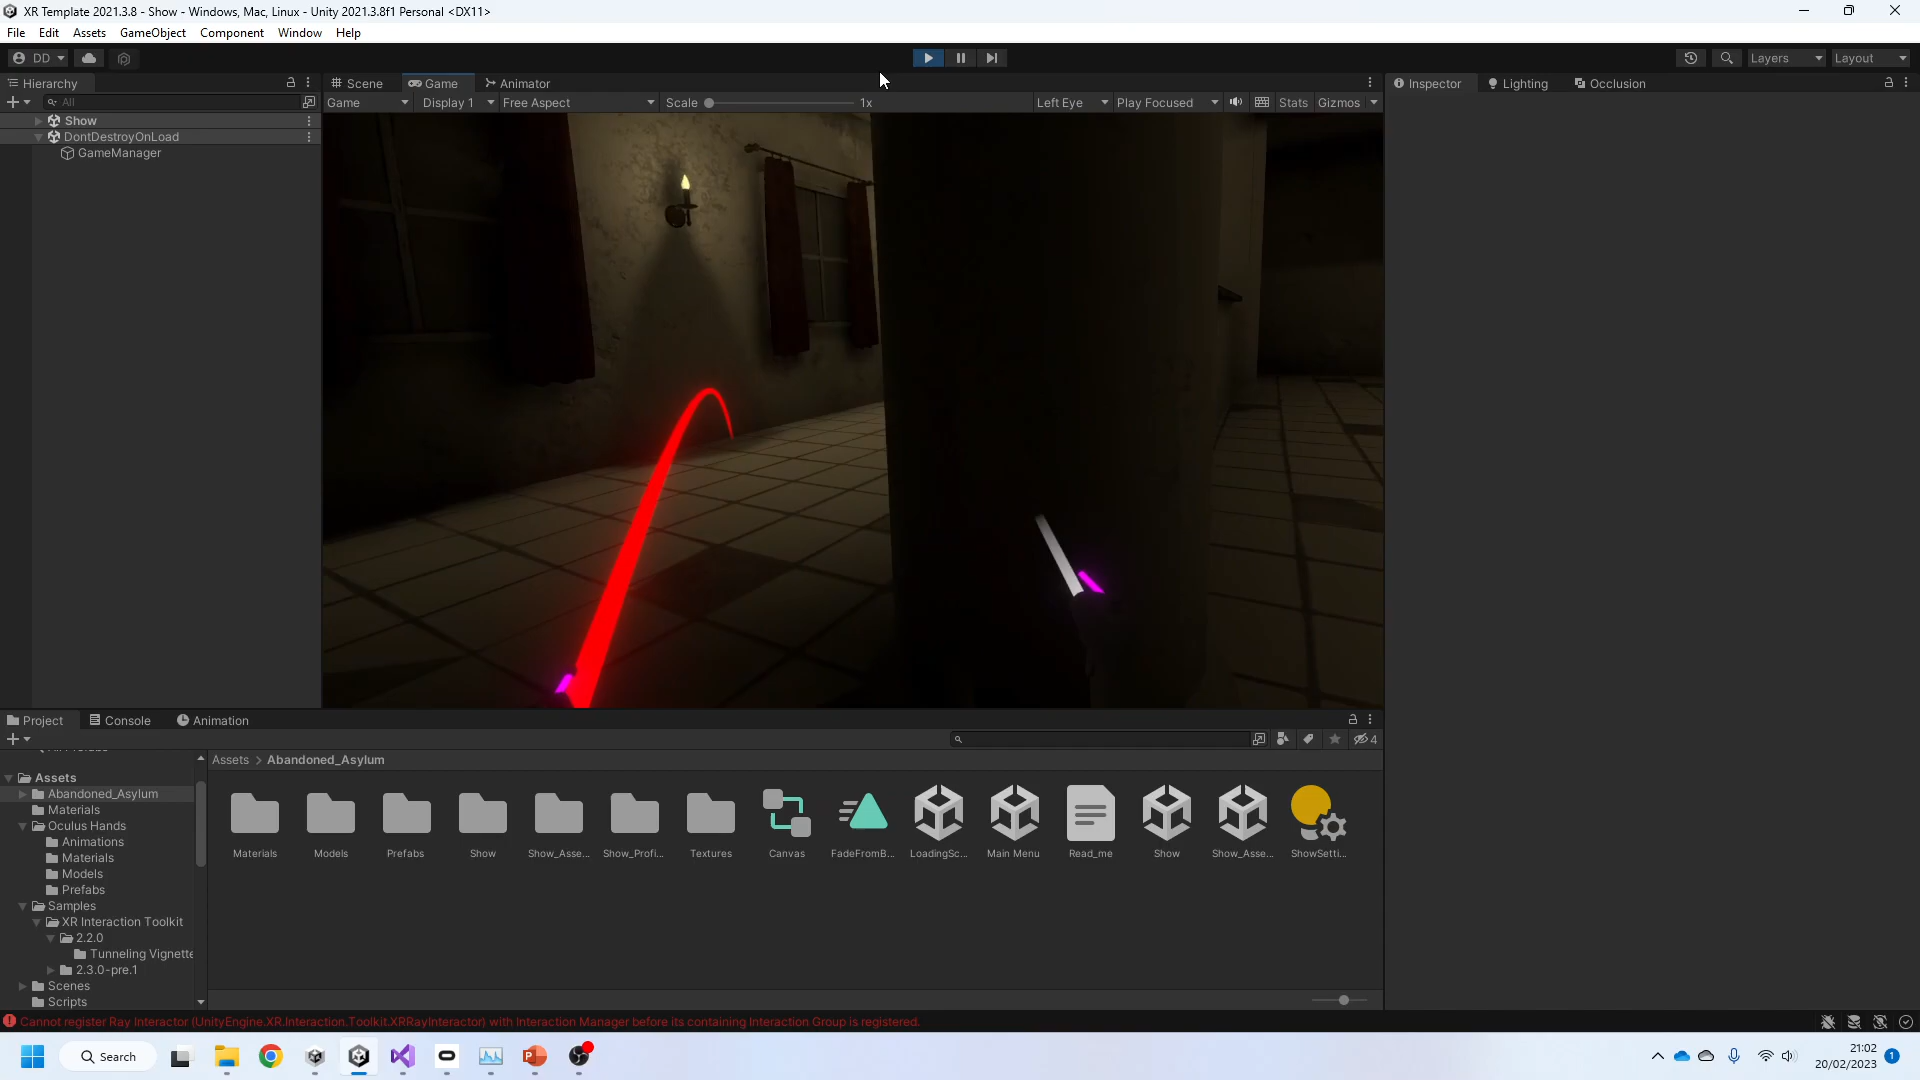 XR Template 2021.3.8 - Show - Windows, Mac, Linux - Unity 2021.3.8f1 Personal <DX11>
File Edit Assets GameObject Component Window Help
DD Layers Layout
Hierarchy Scene Game Animator Inspector Lighting Occlusion
All Game Display 1 Free Aspect Scale 1x Left Eye Play Focused Stats Gizmos
Show
DontDestroyOnLoad
GameManager
Project Console Animation
4
Assets > Abandoned_Asylum
Assets
Abandoned_Asylum
Materials
Oculus Hands
Animations
Materials
Models
Prefabs
Samples
XR Interaction Toolkit
2.2.0
Tunneling Vignette
2.3.0-pre.1
Scenes
Scripts
Materials Models Prefabs Show Show_Asse... Show_Profi... Textures Canvas FadeFromB... LoadingSc... Main Menu Read_me Show Show_Asse... ShowSetti...
Cannot register Ray Interactor (UnityEngine.XR.Interaction.Toolkit.XRRayInteractor) with Interaction Manager before its containing Interaction Group is registered.
Search
21:02
20/02/2023
1